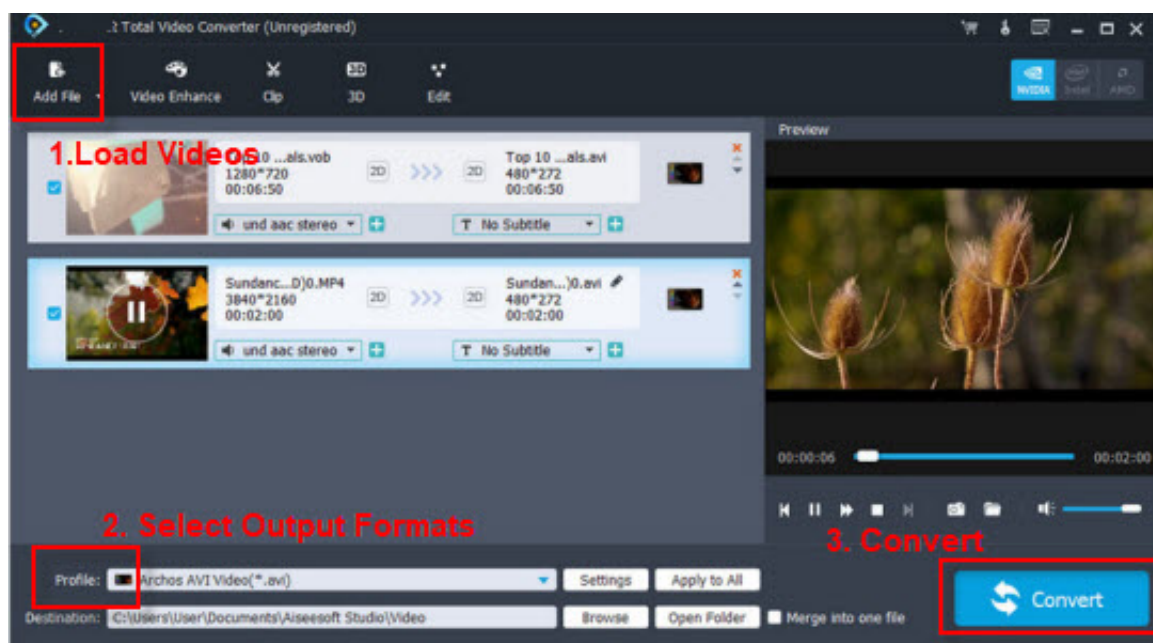 Total Video Converter (Unregistered)
Add File
Video Enhance
Clip
3D
Edit
NVIDIA
Intel
AMD
1.Load Videos
Preview
Top 10 ...als.vob
1280*720
00:06:50
2D
>>>
2D
Top 10 ...als.avi
480*272
00:06:50
und aac stereo
T No Subtitle
Sundanc...D)0.MP4
3840*2160
00:02:00
2D
>>>
2D
Sundan...)0.avi
480*272
00:02:00
und aac stereo
T No Subtitle
00:00:06
00:02:00
2. Select Output Formats
3. Convert
Profile:
Archos AVI Video(*.avi)
Settings
Apply to All
Convert
Destination:
C:\Users\User\Documents\Aiseesoft Studio\Video
Browse
Open Folder
Merge into one file